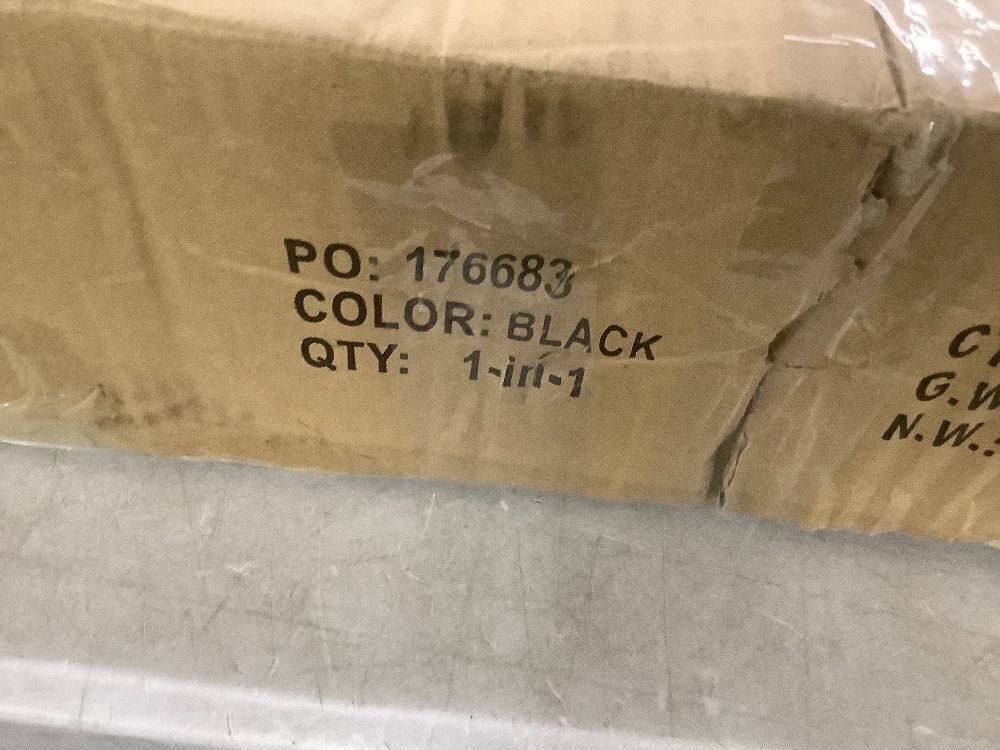 PO: 176683
COLOR: BLACK
QTY: 1-in-1
G.W
N.W.: